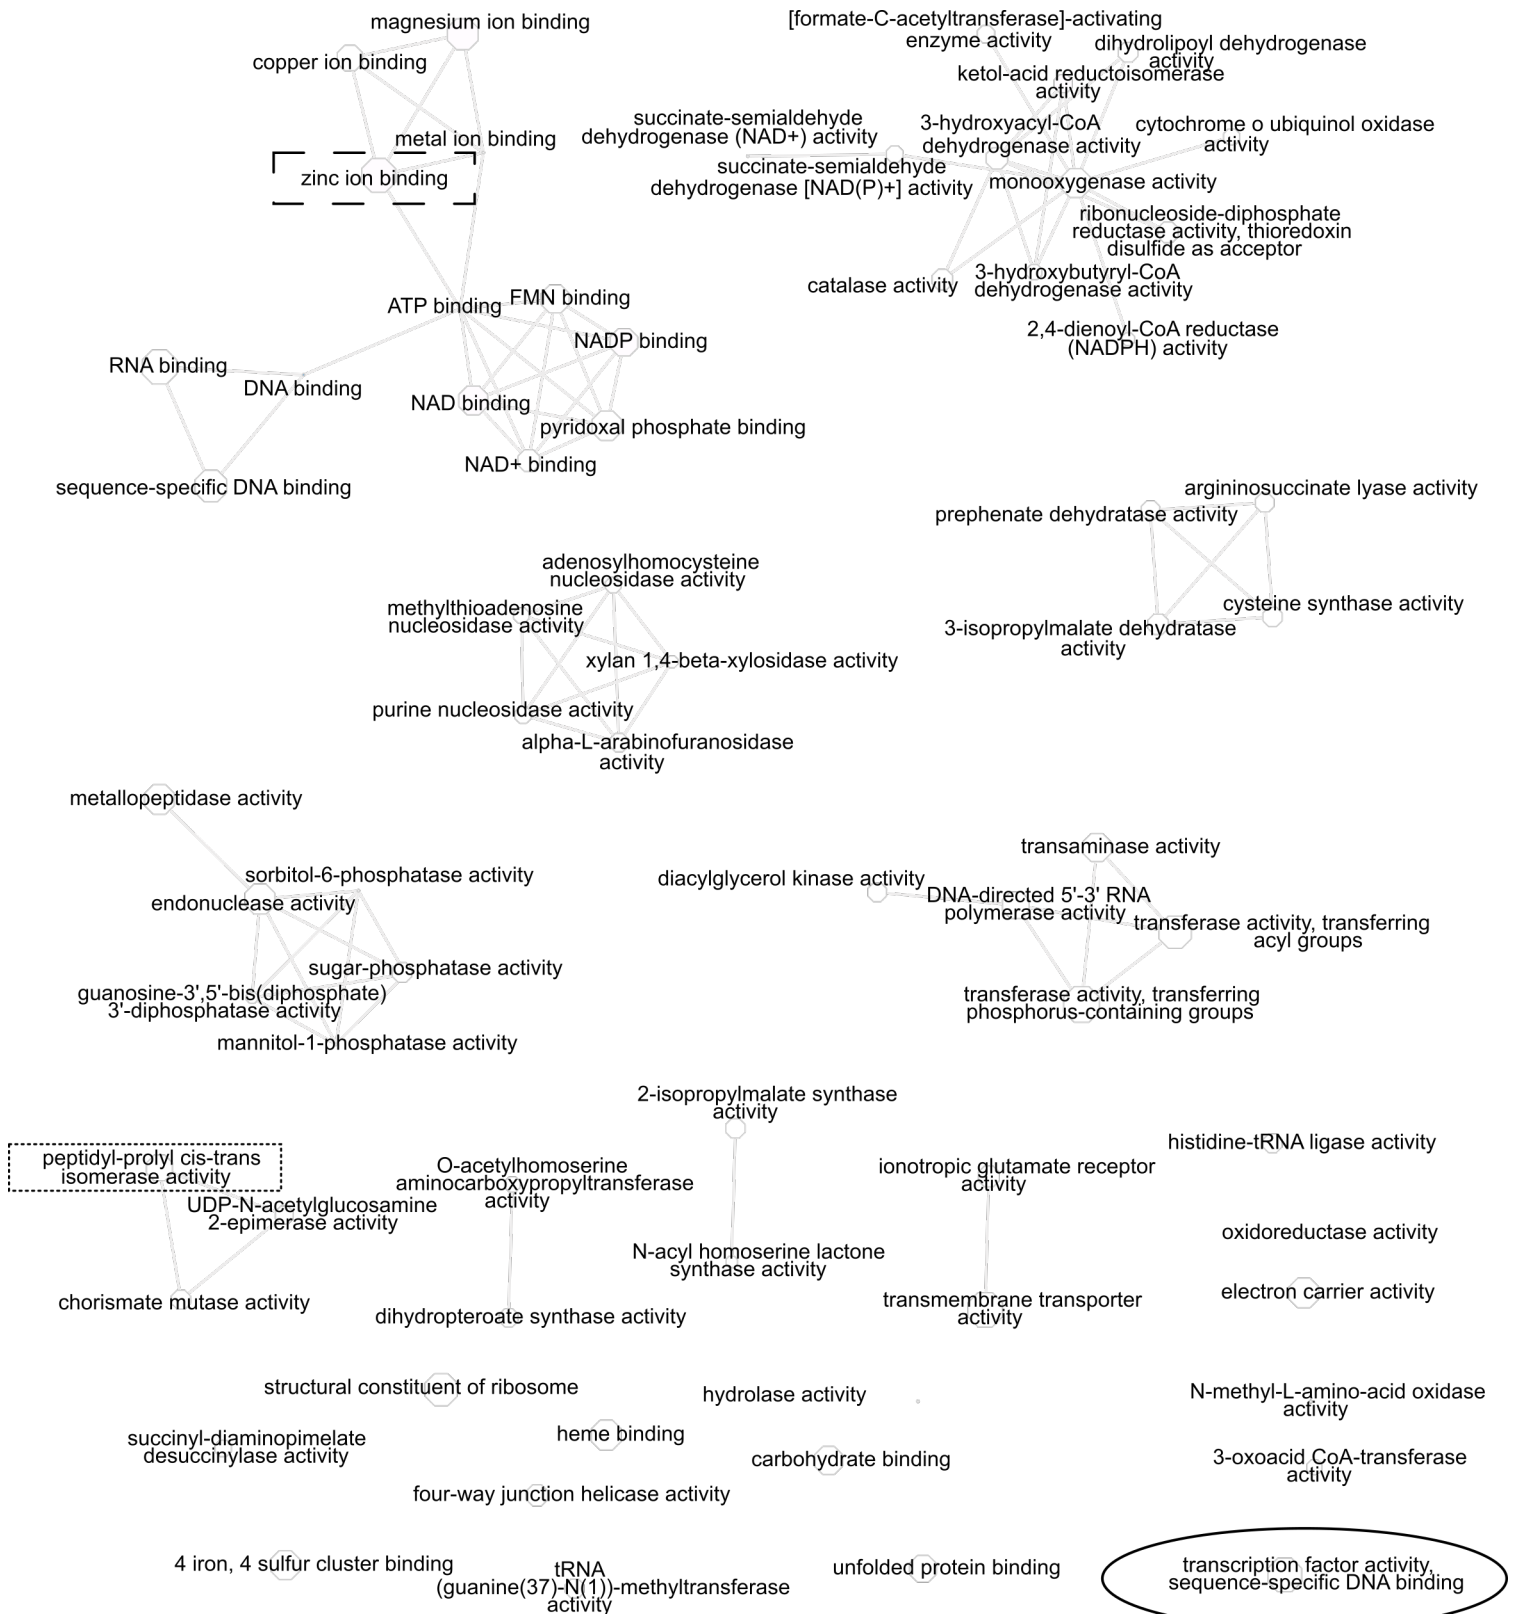 magnesium ion binding
copper ion binding
metal ion binding
zinc ion binding
[formate-C-acetyltransferase]-activating
enzyme activity
dihydrolipoyl dehydrogenase
activity
ketol-acid reductoisomerase
activity
succinate-semialdehyde
dehydrogenase (NAD+) activity
3-hydroxyacyl-CoA
dehydrogenase activity
cytochrome o ubiquinol oxidase
activity
succinate-semialdehyde
dehydrogenase [NAD(P)+] activity
monooxygenase activity
ribonucleoside-diphosphate
reductase activity, thioredoxin
disulfide as acceptor
catalase activity
3-hydroxybutyryl-CoA
dehydrogenase activity
2,4-dienoyl-CoA reductase
(NADPH) activity
ATP binding
FMN binding
NADP binding
RNA binding
DNA binding
NAD binding
pyridoxal phosphate binding
NAD+ binding
sequence-specific DNA binding
argininosuccinate lyase activity
prephenate dehydratase activity
cysteine synthase activity
3-isopropylmalate dehydratase
activity
adenosylhomocysteine
nucleosidase activity
methylthioadenosine
nucleosidase activity
xylan 1,4-beta-xylosidase activity
purine nucleosidase activity
alpha-L-arabinofuranosidase
activity
metallopeptidase activity
sorbitol-6-phosphatase activity
endonuclease activity
sugar-phosphatase activity
guanosine-3',5'-bis(diphosphate)
3'-diphosphatase activity
mannitol-1-phosphatase activity
transaminase activity
diacylglycerol kinase activity
DNA-directed 5'-3' RNA
polymerase activity
transferase activity, transferring
acyl groups
transferase activity, transferring
phosphorus-containing groups
2-isopropylmalate synthase
activity
N-acyl homoserine lactone
synthase activity
peptidyl-prolyl cis-trans
isomerase activity
UDP-N-acetylglucosamine
2-epimerase activity
chorismate mutase activity
O-acetylhomoserine
aminocarboxypropyltransferase
activity
dihydropteroate synthase activity
ionotropic glutamate receptor
activity
transmembrane transporter
activity
histidine-tRNA ligase activity
oxidoreductase activity
electron carrier activity
structural constituent of ribosome
hydrolase activity
N-methyl-L-amino-acid oxidase
activity
succinyl-diaminopimelate
desuccinylase activity
heme binding
carbohydrate binding
3-oxoacid CoA-transferase
activity
four-way junction helicase activity
4 iron, 4 sulfur cluster binding
tRNA
(guanine(37)-N(1))-methyltransferase
activity
unfolded protein binding
transcription factor activity,
sequence-specific DNA binding